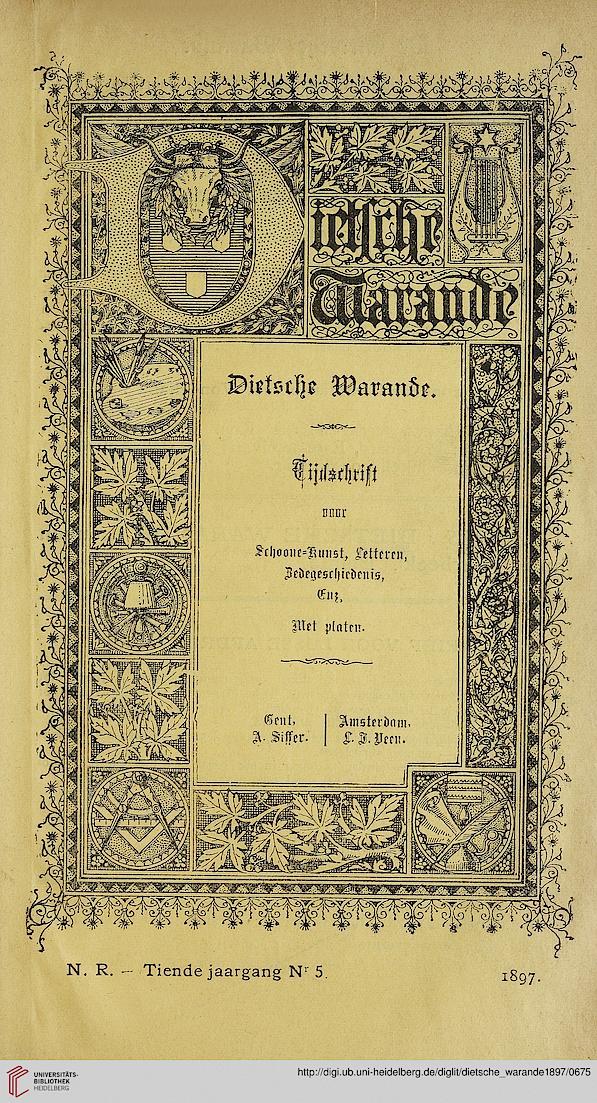 Dietsche
Warande
Dietsche Warande.
Tijdschrift
voor
Schoone=Kunst, Letteren,
Zedegeschiedenis,
Enz,
Met platen.
Gent, Amsterdam,
A. Siffer. L. J. Veen.
N. R. — Tiende jaargang Nr 5. 1897.
UNIVERSITÄTS-
BIBLIOTHEK
HEIDELBERG
http://digi.ub.uni-heidelberg.de/diglit/dietsche_warande1897/0675